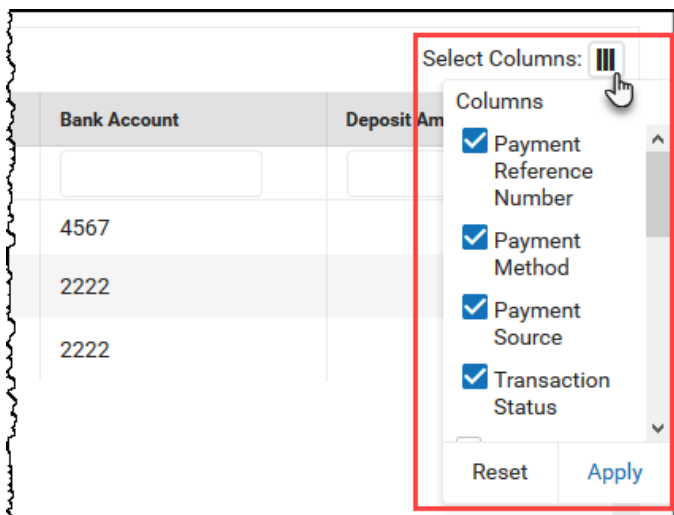 Select Columns:
Columns
Bank Account
Deposit Am
Payment
Reference
Number
4567
Payment
Method
2222
Payment
Source
2222
Transaction
Status
Reset
Apply